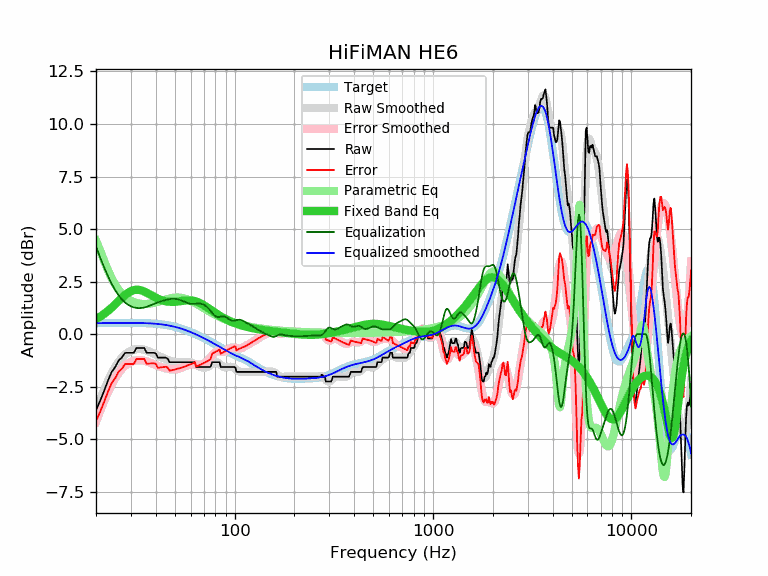 HiFiMAN HE6
12.5
10.0
7.5
5.0
2.5
0.0
−2.5
−5.0
−7.5
Amplitude (dBr)
Target
Raw Smoothed
Error Smoothed
Raw
Error
Parametric Eq
Fixed Band Eq
Equalization
Equalized smoothed
100
1000
10000
Frequency (Hz)